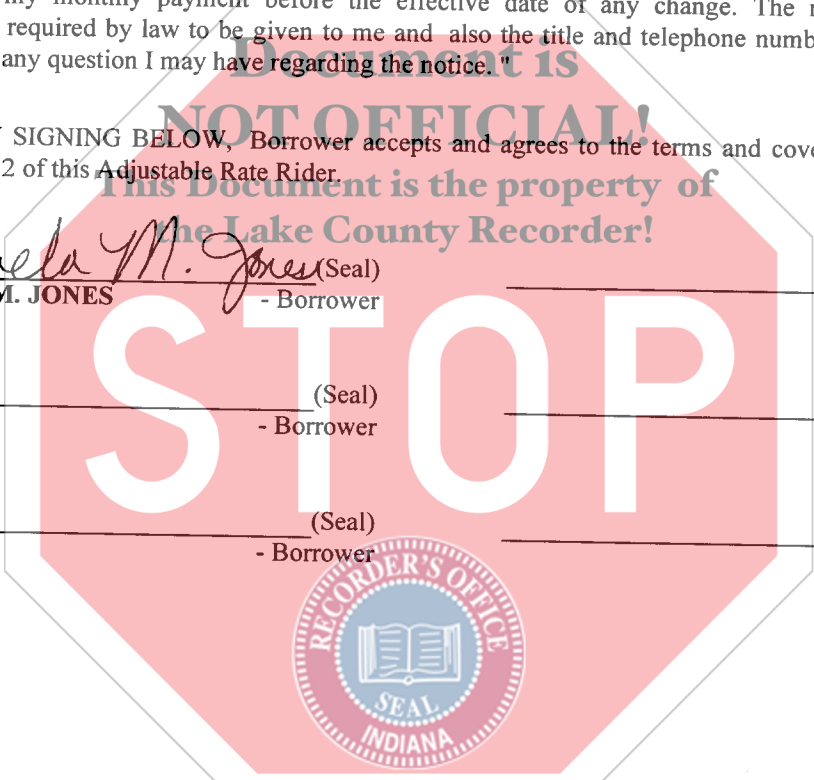 my monthly payment before the effective date of any change. The
required by law to be given to me and also the title and telephone
any question I may have regarding the notice. "
Document is
NOT OFFICIAL!
SIGNING BELOW, Borrower accepts and agrees to the terms and
2 of this Adjustable Rate Rider.
This Document is the property of
the Lake County Recorder!
M. Jones (Seal)
M. JONES - Borrower
STOP
(Seal)
- Borrower
(Seal)
- Borrower
RECORDER'S OFFICE
SEAL
INDIANA